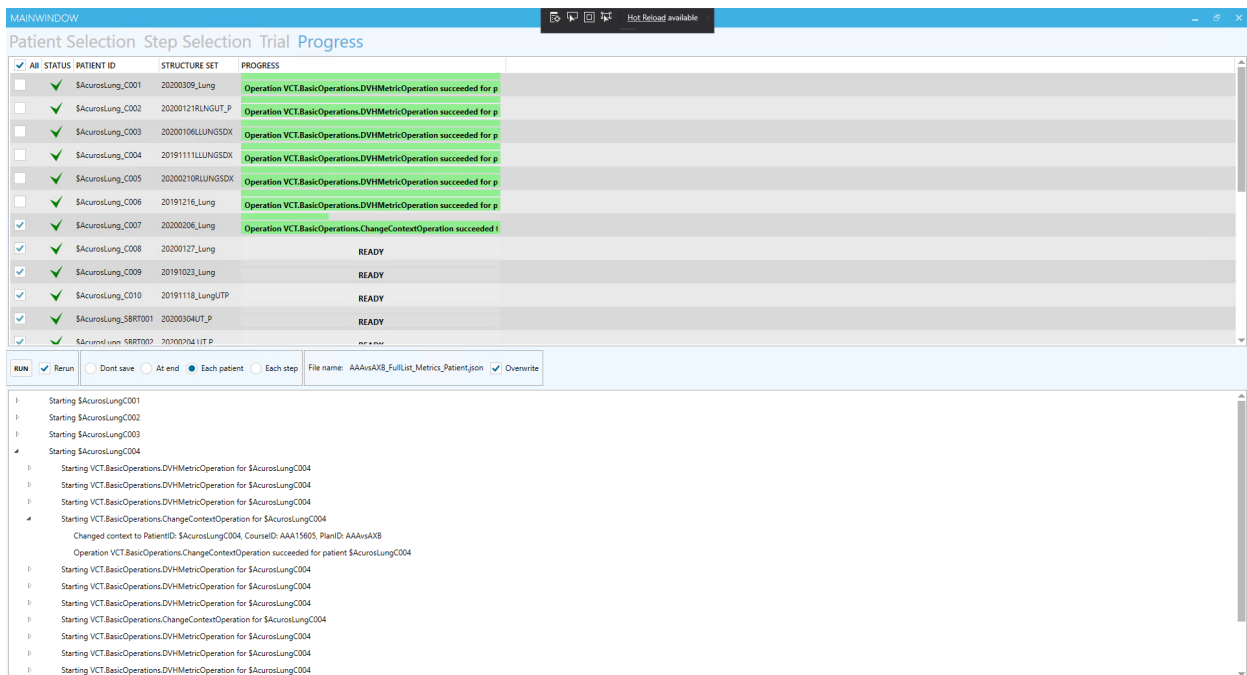 MAINWINDOW
Hot Reload available
Patient Selection Step Selection Trial Progress
All STATUS PATIENT ID STRUCTURE SET PROGRESS
$AcurosLung_C001 20200309_Lung Operation VCT.BasicOperations.DVHMetricOperation succeeded for p
$AcurosLung_C002 20200121RLNGUT_P Operation VCT.BasicOperations.DVHMetricOperation succeeded for p
$AcurosLung_C003 20200106LLUNGSDX Operation VCT.BasicOperations.DVHMetricOperation succeeded for p
$AcurosLung_C004 20191111LLUNGSDX Operation VCT.BasicOperations.DVHMetricOperation succeeded for p
$AcurosLung_C005 20200210RLUNGSDX Operation VCT.BasicOperations.DVHMetricOperation succeeded for p
$AcurosLung_C006 20191216_Lung Operation VCT.BasicOperations.DVHMetricOperation succeeded for p
$AcurosLung_C007 20200206_Lung Operation VCT.BasicOperations.ChangeContextOperation succeeded f
$AcurosLung_C008 20200127_Lung READY
$AcurosLung_C009 20191023_Lung READY
$AcurosLung_C010 20191118_LungUTP READY
$AcurosLung_SBRT001 20200304UT_P READY
$AcurosLung_SBRT002 20200204 UT P READY
RUN Rerun Dont save At end Each patient Each step File name: AAAvsAXB_FullList_Metrics_Patient.json Overwrite
Starting $AcurosLungC001
Starting $AcurosLungC002
Starting $AcurosLungC003
Starting $AcurosLungC004
Starting VCT.BasicOperations.DVHMetricOperation for $AcurosLungC004
Starting VCT.BasicOperations.DVHMetricOperation for $AcurosLungC004
Starting VCT.BasicOperations.DVHMetricOperation for $AcurosLungC004
Starting VCT.BasicOperations.ChangeContextOperation for $AcurosLungC004
Changed context to PatientID: $AcurosLungC004, CourseID: AAA15605, PlanID: AAAvsAXB
Operation VCT.BasicOperations.ChangeContextOperation succeeded for patient $AcurosLungC004
Starting VCT.BasicOperations.DVHMetricOperation for $AcurosLungC004
Starting VCT.BasicOperations.DVHMetricOperation for $AcurosLungC004
Starting VCT.BasicOperations.DVHMetricOperation for $AcurosLungC004
Starting VCT.BasicOperations.ChangeContextOperation for $AcurosLungC004
Starting VCT.BasicOperations.DVHMetricOperation for $AcurosLungC004
Starting VCT.BasicOperations.DVHMetricOperation for $AcurosLungC004
Starting VCT.BasicOperations.DVHMetricOperation for $AcurosLungC004